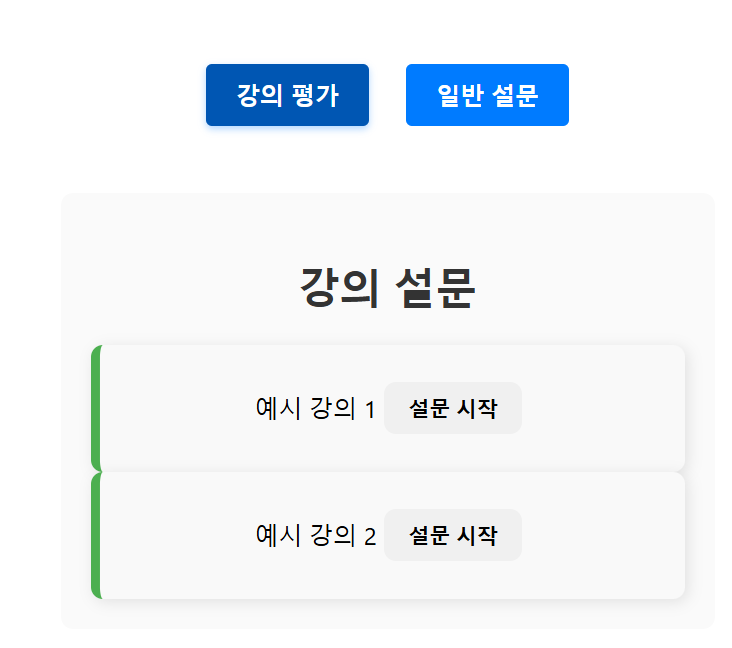 강의 평가 일반 설문
강의 설문
예시 강의 1 설문 시작
예시 강의 2 설문 시작